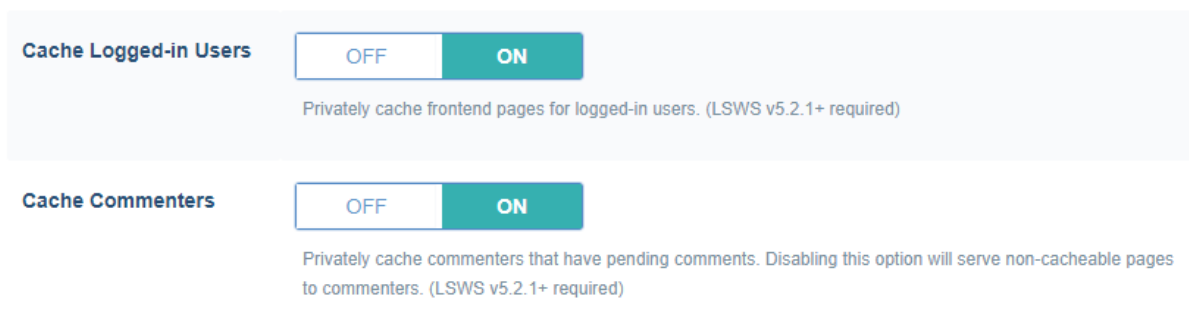 Cache Logged-in Users
OFF ON
Privately cache frontend pages for logged-in users. (LSWS v5.2.1+ required)
Cache Commenters
OFF ON
Privately cache commenters that have pending comments. Disabling this option will serve non-cacheable pages
to commenters. (LSWS v5.2.1+ required)